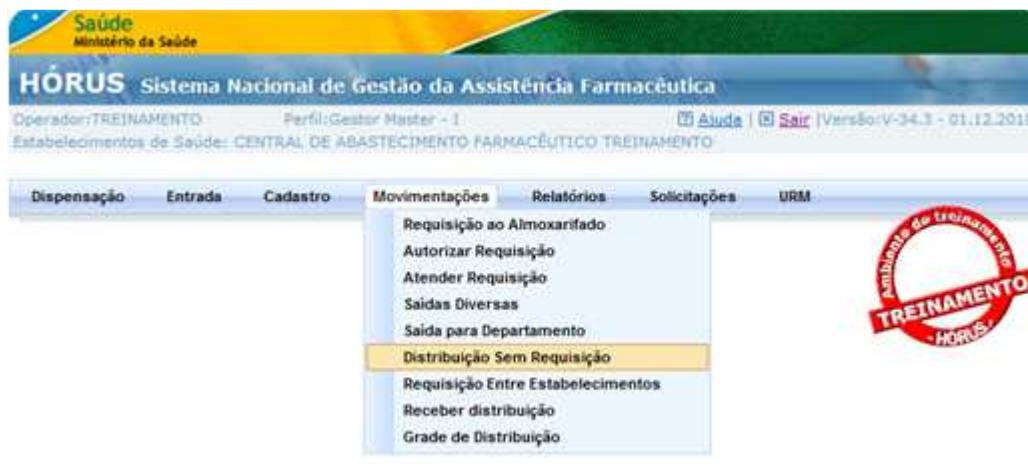 Saúde
Ministério da Saúde
HÓRUS Sistema Nacional de Gestão da Assistência Farmacêutica
Operador:TREINAMENTO Perfil:Gestor Master - 1 Ajuda | Sair |Versão:V-34.3 - 01.12.2010
Estabelecimentos de Saúde: CENTRAL DE ABASTECIMENTO FARMACÊUTICO TREINAMENTO
Dispensação Entrada Cadastro Movimentações Relatórios Solicitações URM
Requisição ao Almoxarifado
Autorizar Requisição
Atender Requisição
Saídas Diversas
Saída para Departamento
Distribuição Sem Requisição
Requisição Entre Estabelecimentos
Receber distribuição
Grade de Distribuição
Ambiente do treinamento
TREINAMENTO
- HÓRUS -